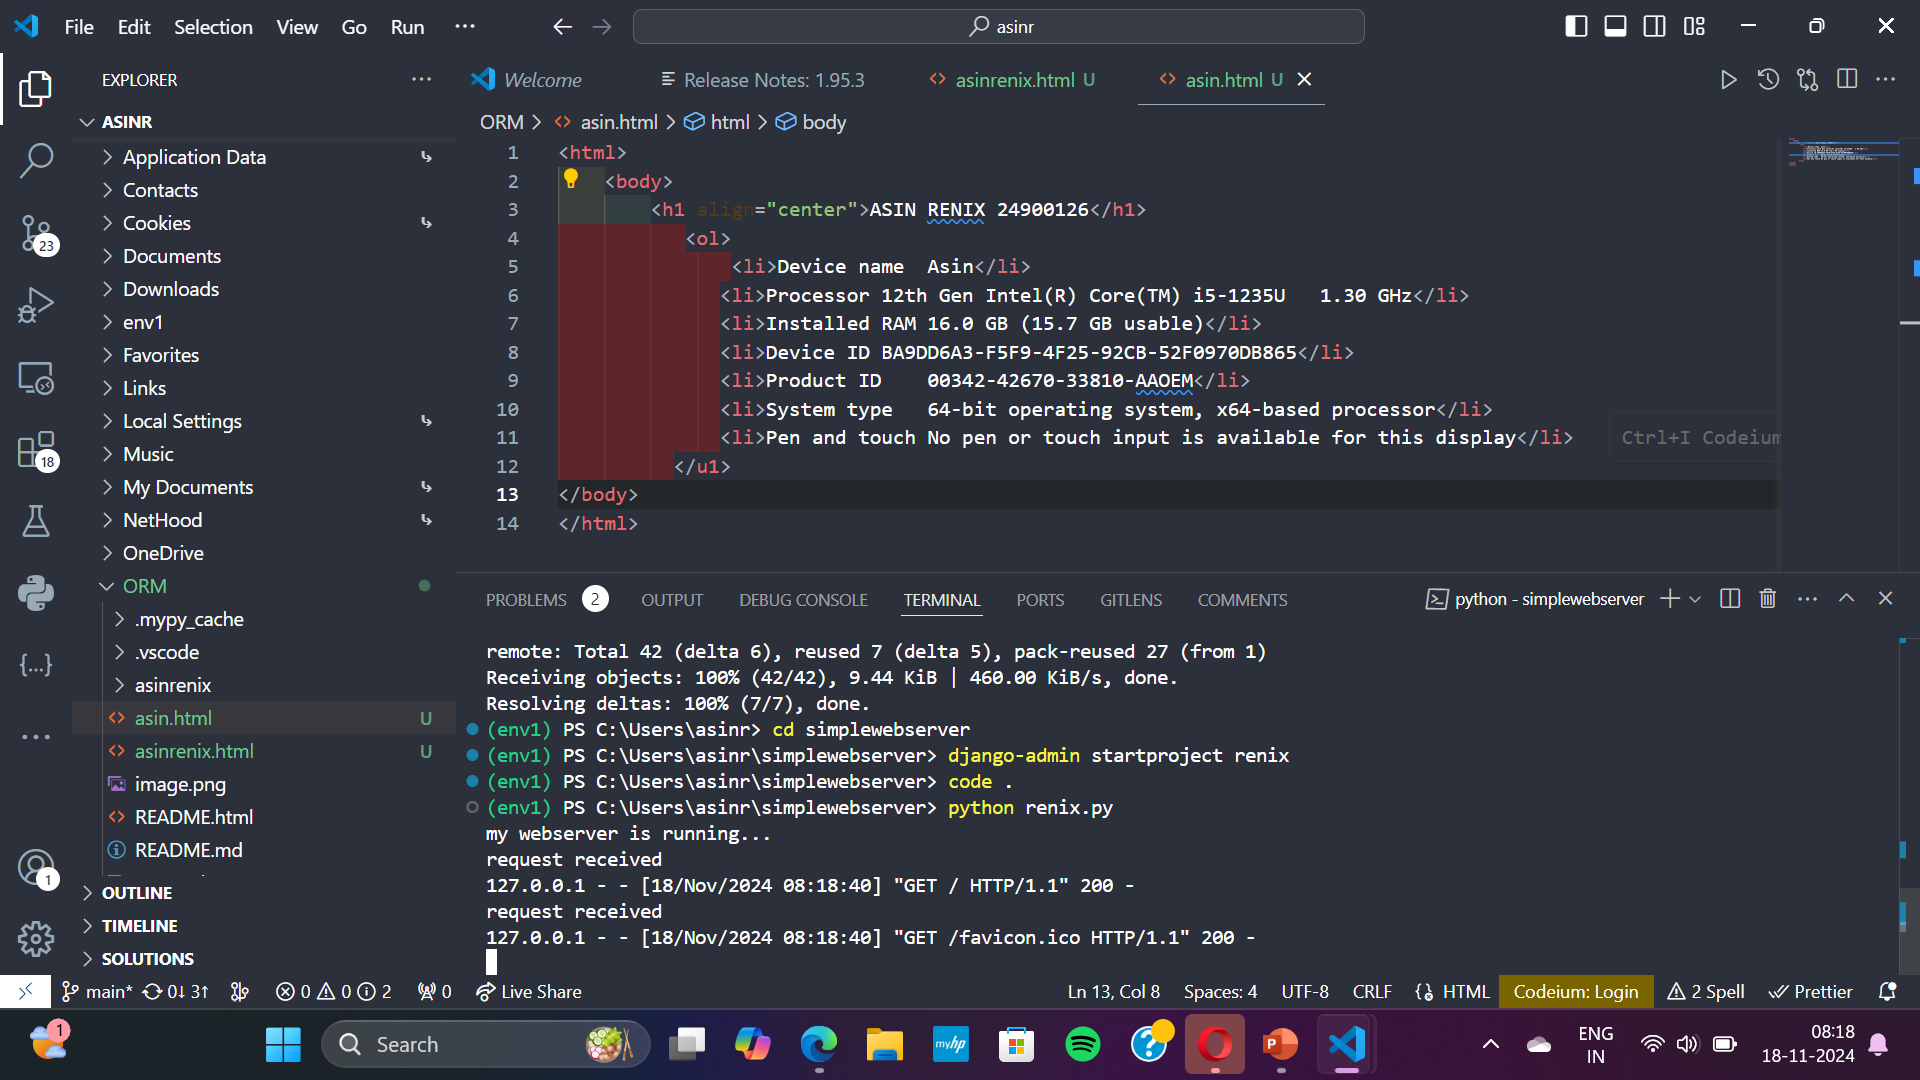 File Edit Selection View Go Run ··· asinr
EXPLORER ···
ASINR
Application Data
Contacts
Cookies
Documents
Downloads
env1
Favorites
Links
Local Settings
Music
My Documents
NetHood
OneDrive
ORM
.mypy_cache
.vscode
asinrenix
asin.html U
asinrenix.html U
image.png
README.html
README.md
OUTLINE
TIMELINE
SOLUTIONS
23
18
1
Welcome Release Notes: 1.95.3 asinrenix.html U asin.html U
ORM > asin.html > html > body
1 <html>
2 <body>
3 <h1 align="center">ASIN RENIX 24900126</h1>
4 <ol>
5 <li>Device name  Asin</li>
6 <li>Processor 12th Gen Intel(R) Core(TM) i5-1235U   1.30 GHz</li>
7 <li>Installed RAM 16.0 GB (15.7 GB usable)</li>
8 <li>Device ID BA9DD6A3-F5F9-4F25-92CB-52F0970DB865</li>
9 <li>Product ID    00342-42670-33810-AAOEM</li>
10 <li>System type   64-bit operating system, x64-based processor</li>
11 <li>Pen and touch No pen or touch input is available for this display</li> Ctrl+I Codeium
12 </u1>
13 </body>
14 </html>
PROBLEMS 2 OUTPUT DEBUG CONSOLE TERMINAL PORTS GITLENS COMMENTS python - simplewebserver
remote: Total 42 (delta 6), reused 7 (delta 5), pack-reused 27 (from 1)
Receiving objects: 100% (42/42), 9.44 KiB | 460.00 KiB/s, done.
Resolving deltas: 100% (7/7), done.
(env1) PS C:\Users\asinr> cd simplewebserver
(env1) PS C:\Users\asinr\simplewebserver> django-admin startproject renix
(env1) PS C:\Users\asinr\simplewebserver> code .
(env1) PS C:\Users\asinr\simplewebserver> python renix.py
my webserver is running...
request received
127.0.0.1 - - [18/Nov/2024 08:18:40] "GET / HTTP/1.1" 200 -
request received
127.0.0.1 - - [18/Nov/2024 08:18:40] "GET /favicon.ico HTTP/1.1" 200 -
main* 0↓ 3↑ 0 0 2 0 Live Share Ln 13, Col 8 Spaces: 4 UTF-8 CRLF HTML Codeium: Login 2 Spell Prettier
1 Search myhp P ENG 08:18
IN 18-11-2024